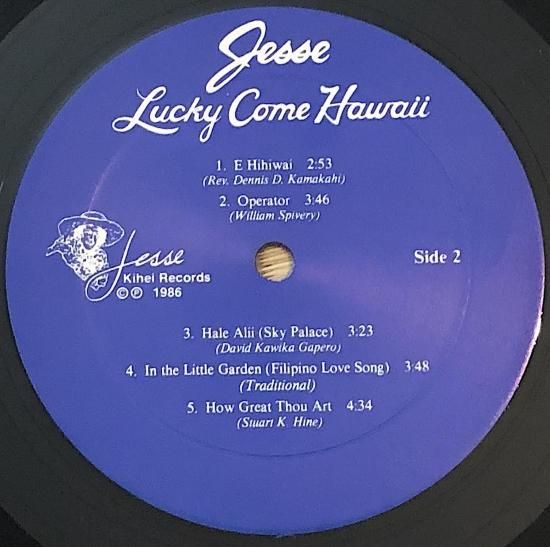 Jesse
Lucky Come Hawaii
1. E Hihiwai 2:53
(Rev. Dennis D. Kamakahi)
2. Operator 3:46
(William Spivery)
Jesse
Kihei Records
© ℗ 1986
Side 2
3. Hale Alii (Sky Palace) 3:23
(David Kawika Gapero)
4. In the Little Garden (Filipino Love Song) 3:48
(Traditional)
5. How Great Thou Art 4:34
(Stuart K. Hine)